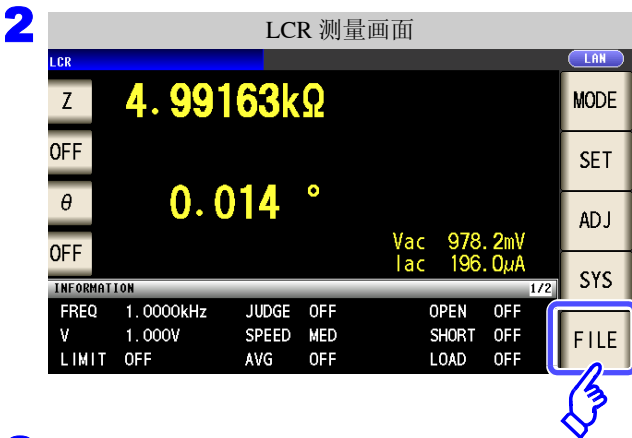 2
LCR 测量画面
LCR
LAN
Z
4.99163kΩ
MODE
OFF
SET
θ
0.014 °
ADJ
OFF
Vac 978.2mV
Iac 196.0μA
SYS
INFORMATION
1/2
FREQ 1.0000kHz JUDGE OFF OPEN OFF
V 1.000V SPEED MED SHORT OFF
LIMIT OFF AVG OFF LOAD OFF
FILE